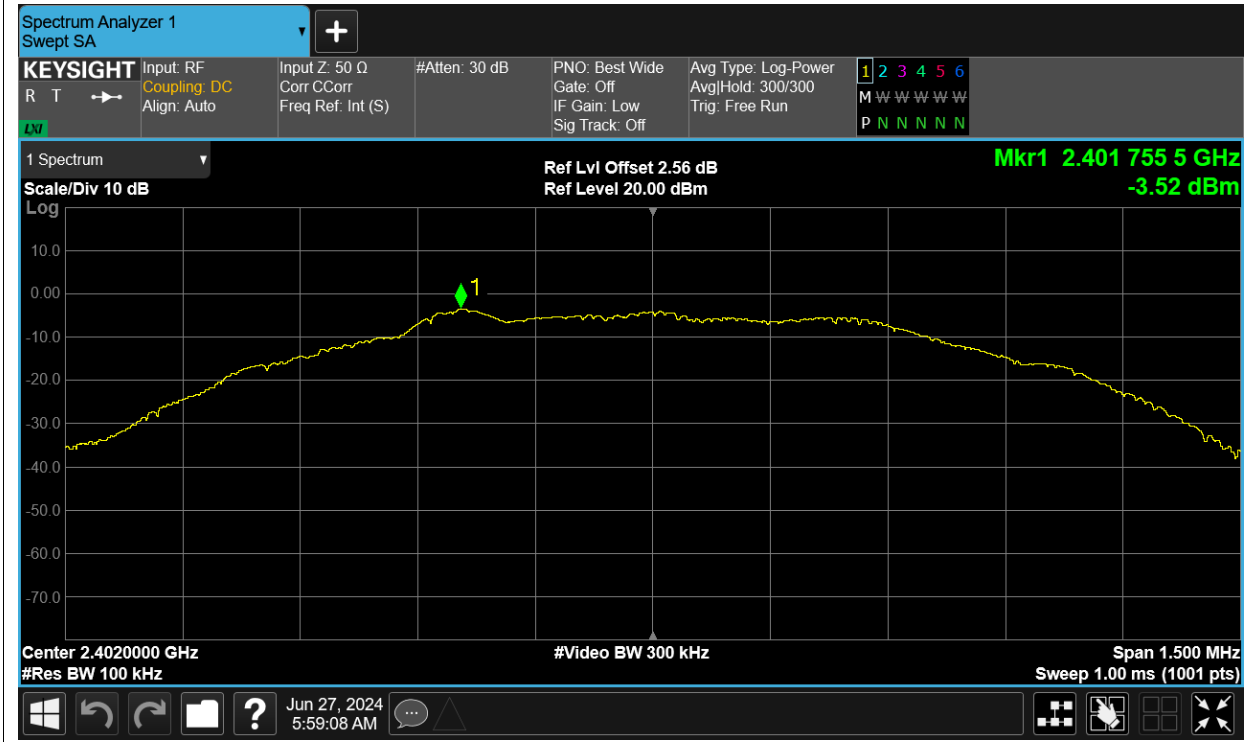 Spectrum Analyzer 1
Swept SA
KEYSIGHT
R T
LXI
Input: RF
Coupling: DC
Align: Auto
Input Z: 50 Ω
Corr CCorr
Freq Ref: Int (S)
#Atten: 30 dB
PNO: Best Wide
Gate: Off
IF Gain: Low
Sig Track: Off
Avg Type: Log-Power
Avg|Hold: 300/300
Trig: Free Run
1 2 3 4 5 6
M W W W W W W
P N N N N N N
1 Spectrum
Scale/Div 10 dB
Log
Ref Lvl Offset 2.56 dB
Ref Level 20.00 dBm
Mkr1 2.401 755 5 GHz
-3.52 dBm
10.0
0.00
-10.0
-20.0
-30.0
-40.0
-50.0
-60.0
-70.0
1
Center 2.4020000 GHz
#Res BW 100 kHz
#Video BW 300 kHz
Span 1.500 MHz
Sweep 1.00 ms (1001 pts)
?
Jun 27, 2024
5:59:08 AM